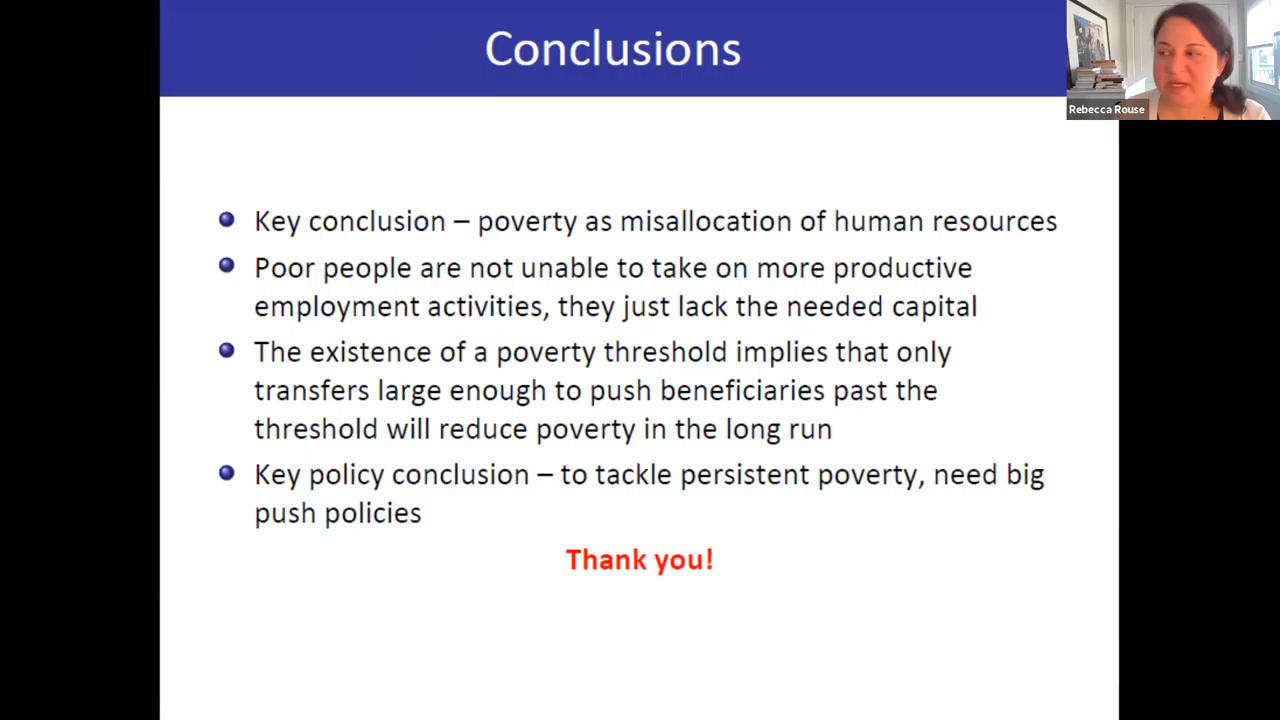 Conclusions
Rebecca Rouse
Key conclusion – poverty as misallocation of human resources
Poor people are not unable to take on more productive
employment activities, they just lack the needed capital
The existence of a poverty threshold implies that only
transfers large enough to push beneficiaries past the
threshold will reduce poverty in the long run
Key policy conclusion – to tackle persistent poverty, need big
push policies
Thank you!